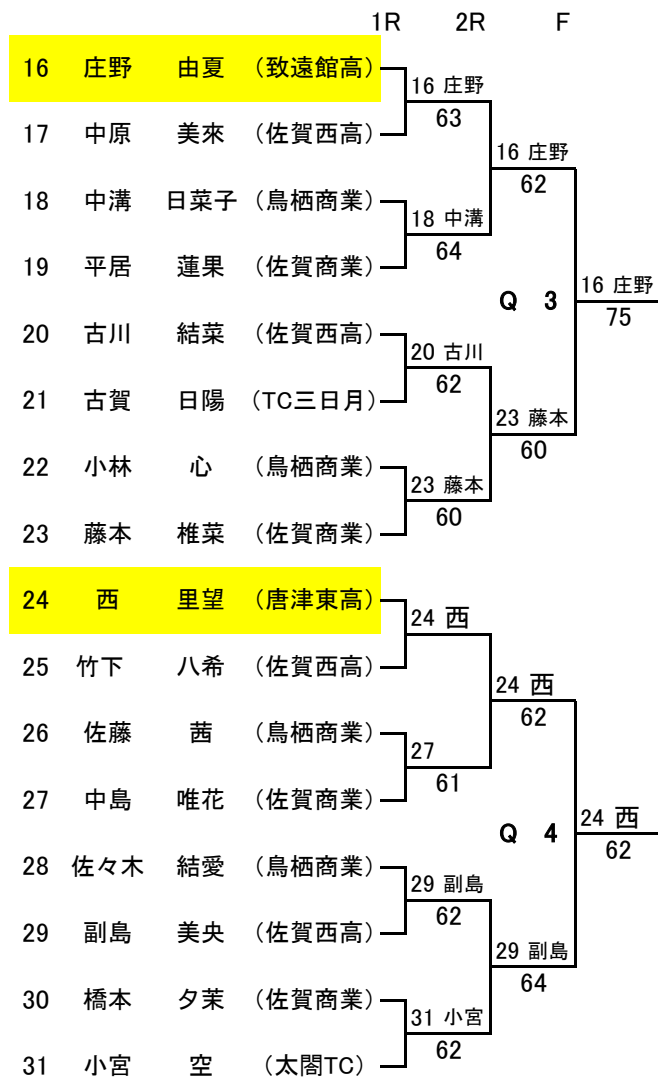 1R 2R F
16 庄野 由夏 (致遠館高)
16 庄野
63
17 中原 美來 (佐賀西高)
16 庄野
62
18 中溝 日菜子 (鳥栖商業)
18 中溝
64
19 平居 蓮果 (佐賀商業)
Q 3
16 庄野
75
20 古川 結菜 (佐賀西高)
20 古川
62
21 古賀 日陽 (TC三日月)
23 藤本
60
22 小林 心 (鳥栖商業)
23 藤本
60
23 藤本 椎菜 (佐賀商業)
24 西 里望 (唐津東高)
24 西
25 竹下 八希 (佐賀西高)
24 西
62
26 佐藤 茜 (鳥栖商業)
27
61
27 中島 唯花 (佐賀商業)
Q 4
24 西
62
28 佐々木 結愛 (鳥栖商業)
29 副島
62
29 副島 美央 (佐賀西高)
29 副島
64
30 橋本 夕茉 (佐賀商業)
31 小宮
62
31 小宮 空 (太閤TC)